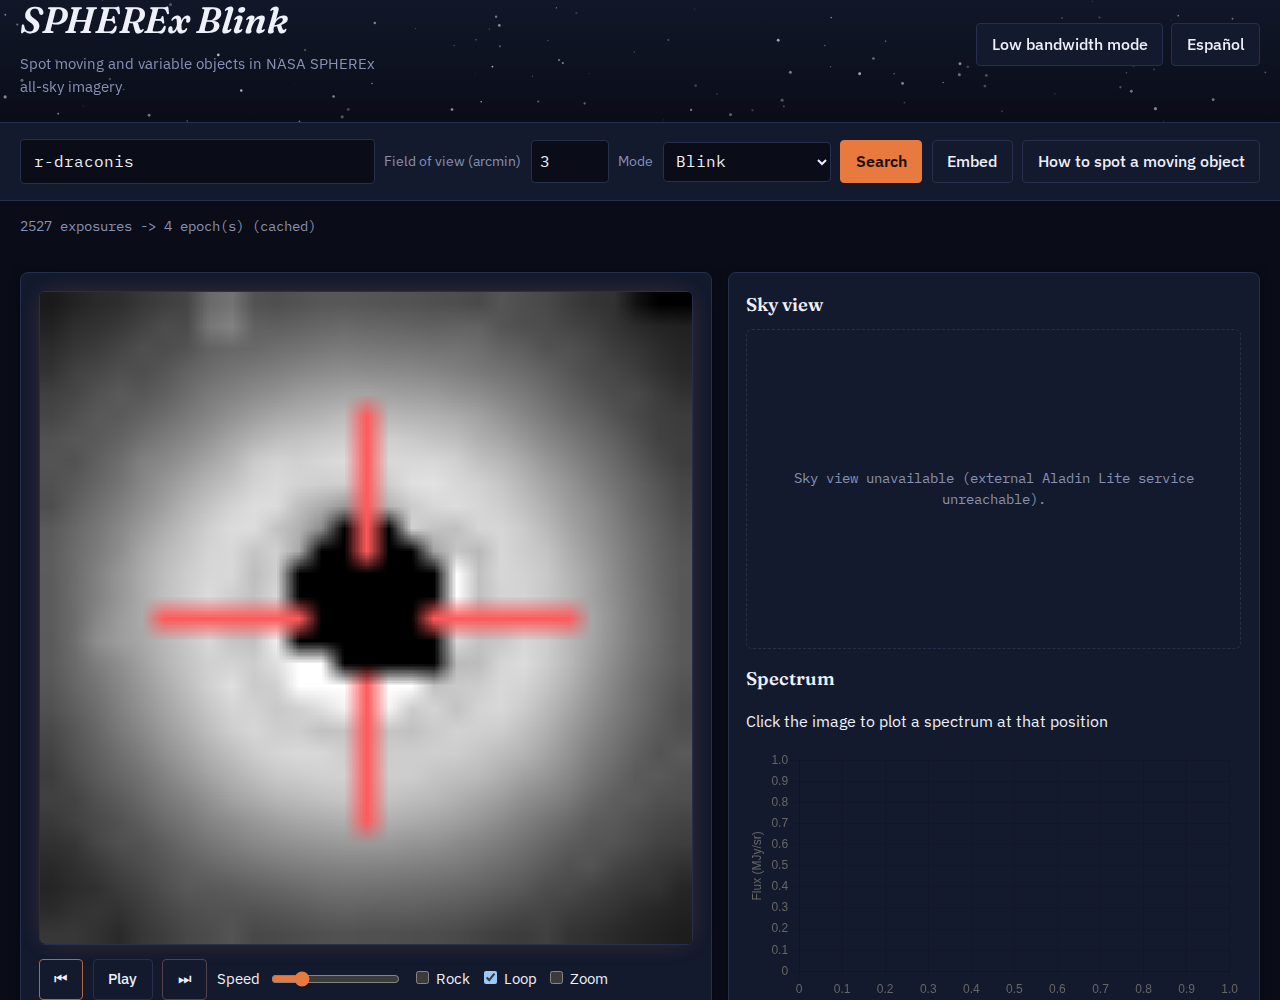 SPHEREx Blink
Spot moving and variable objects in NASA SPHEREx
all-sky imagery.
Low bandwidth mode
Español
r-draconis
Field of view (arcmin)
3
Mode
Blink
Search
Embed
How to spot a moving object
2527 exposures -> 4 epoch(s) (cached)
Sky view
Sky view unavailable (external Aladin Lite service
unreachable).
Spectrum
Click the image to plot a spectrum at that position
1.0
0.9
0.8
0.7
0.6
0.5
0.4
0.3
0.2
0.1
0
Flux (MJy/sr)
0 0.1 0.2 0.3 0.4 0.5 0.6 0.7 0.8 0.9 1.0
Play
Speed
Rock
Loop
Zoom